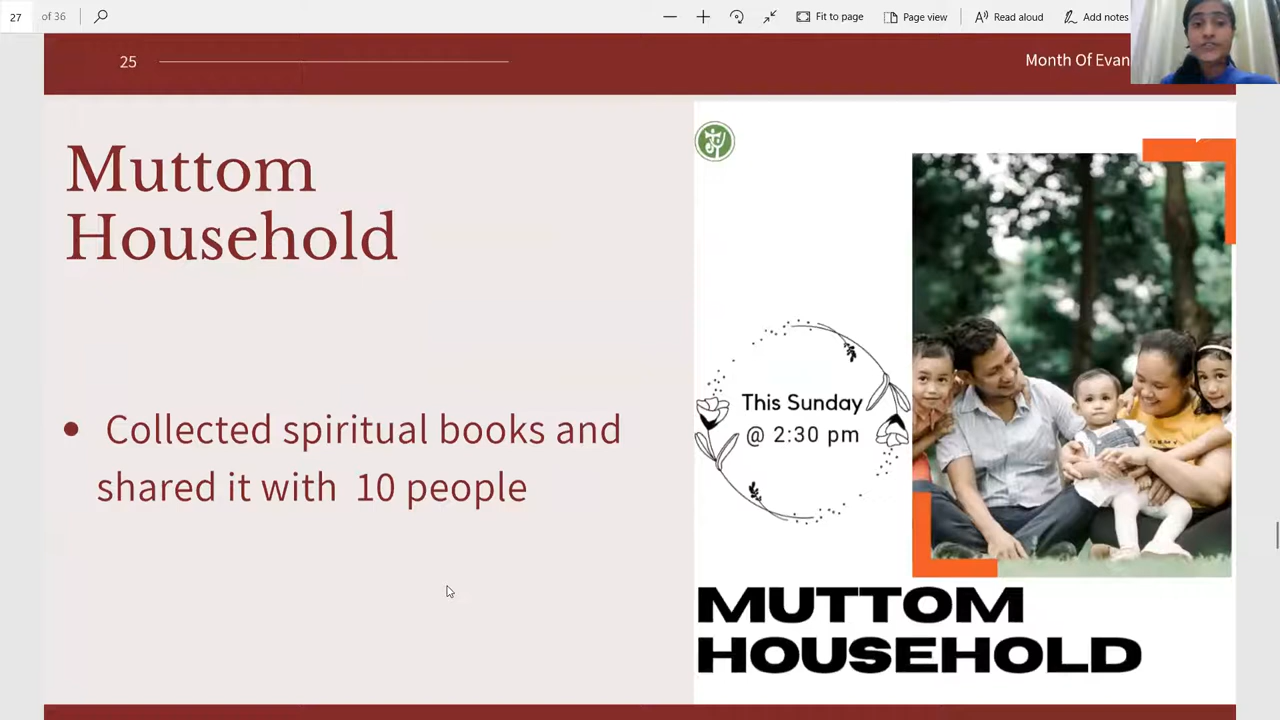 27 of 36 Fit to page Page view Read aloud Add notes
25 Month Of
Muttom
Household
• Collected spiritual books and
shared it with 10 people
This Sunday
@ 2:30 pm
MUTTOM
HOUSEHOLD